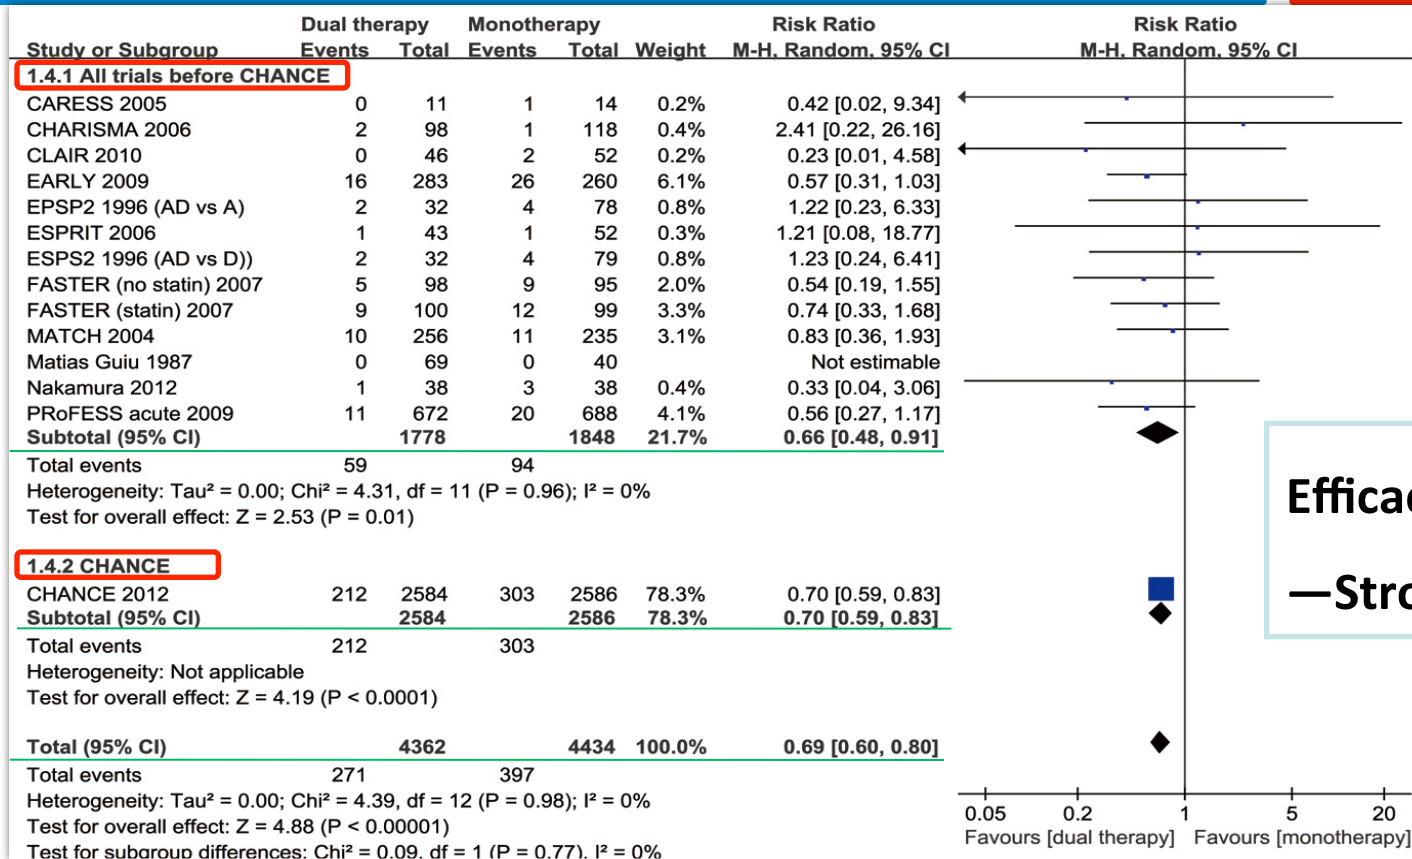 Dual therapy Monotherapy Risk Ratio Risk Ratio
Study or Subgroup Events Total Events Total Weight M-H, Random, 95% CI M-H, Random, 95% CI
1.4.1 All trials before CHANCE
CARESS 2005 0 11 1 14 0.2% 0.42 [0.02, 9.34]
CHARISMA 2006 2 98 1 118 0.4% 2.41 [0.22, 26.16]
CLAIR 2010 0 46 2 52 0.2% 0.23 [0.01, 4.58]
EARLY 2009 16 283 26 260 6.1% 0.57 [0.31, 1.03]
EPSP2 1996 (AD vs A) 2 32 4 78 0.8% 1.22 [0.23, 6.33]
ESPRIT 2006 1 43 1 52 0.3% 1.21 [0.08, 18.77]
ESPS2 1996 (AD vs D)) 2 32 4 79 0.8% 1.23 [0.24, 6.41]
FASTER (no statin) 2007 5 98 9 95 2.0% 0.54 [0.19, 1.55]
FASTER (statin) 2007 9 100 12 99 3.3% 0.74 [0.33, 1.68]
MATCH 2004 10 256 11 235 3.1% 0.83 [0.36, 1.93]
Matias Guiu 1987 0 69 0 40 Not estimable
Nakamura 2012 1 38 3 38 0.4% 0.33 [0.04, 3.06]
PRoFESS acute 2009 11 672 20 688 4.1% 0.56 [0.27, 1.17]
Subtotal (95% CI) 1778 1848 21.7% 0.66 [0.48, 0.91]
Total events 59 94
Heterogeneity: Tau² = 0.00; Chi² = 4.31, df = 11 (P = 0.96); I² = 0%
Test for overall effect: Z = 2.53 (P = 0.01)
Efficac
—Stro
1.4.2 CHANCE
CHANCE 2012 212 2584 303 2586 78.3% 0.70 [0.59, 0.83]
Subtotal (95% CI) 2584 2586 78.3% 0.70 [0.59, 0.83]
Total events 212 303
Heterogeneity: Not applicable
Test for overall effect: Z = 4.19 (P < 0.0001)
Total (95% CI) 4362 4434 100.0% 0.69 [0.60, 0.80]
Total events 271 397
Heterogeneity: Tau² = 0.00; Chi² = 4.39, df = 12 (P = 0.98); I² = 0%
Test for overall effect: Z = 4.88 (P < 0.00001)
Test for subgroup differences: Chi² = 0.09, df = 1 (P = 0.77), I² = 0%
0.05 0.2 1 5 20
Favours [dual therapy] Favours [monotherapy]